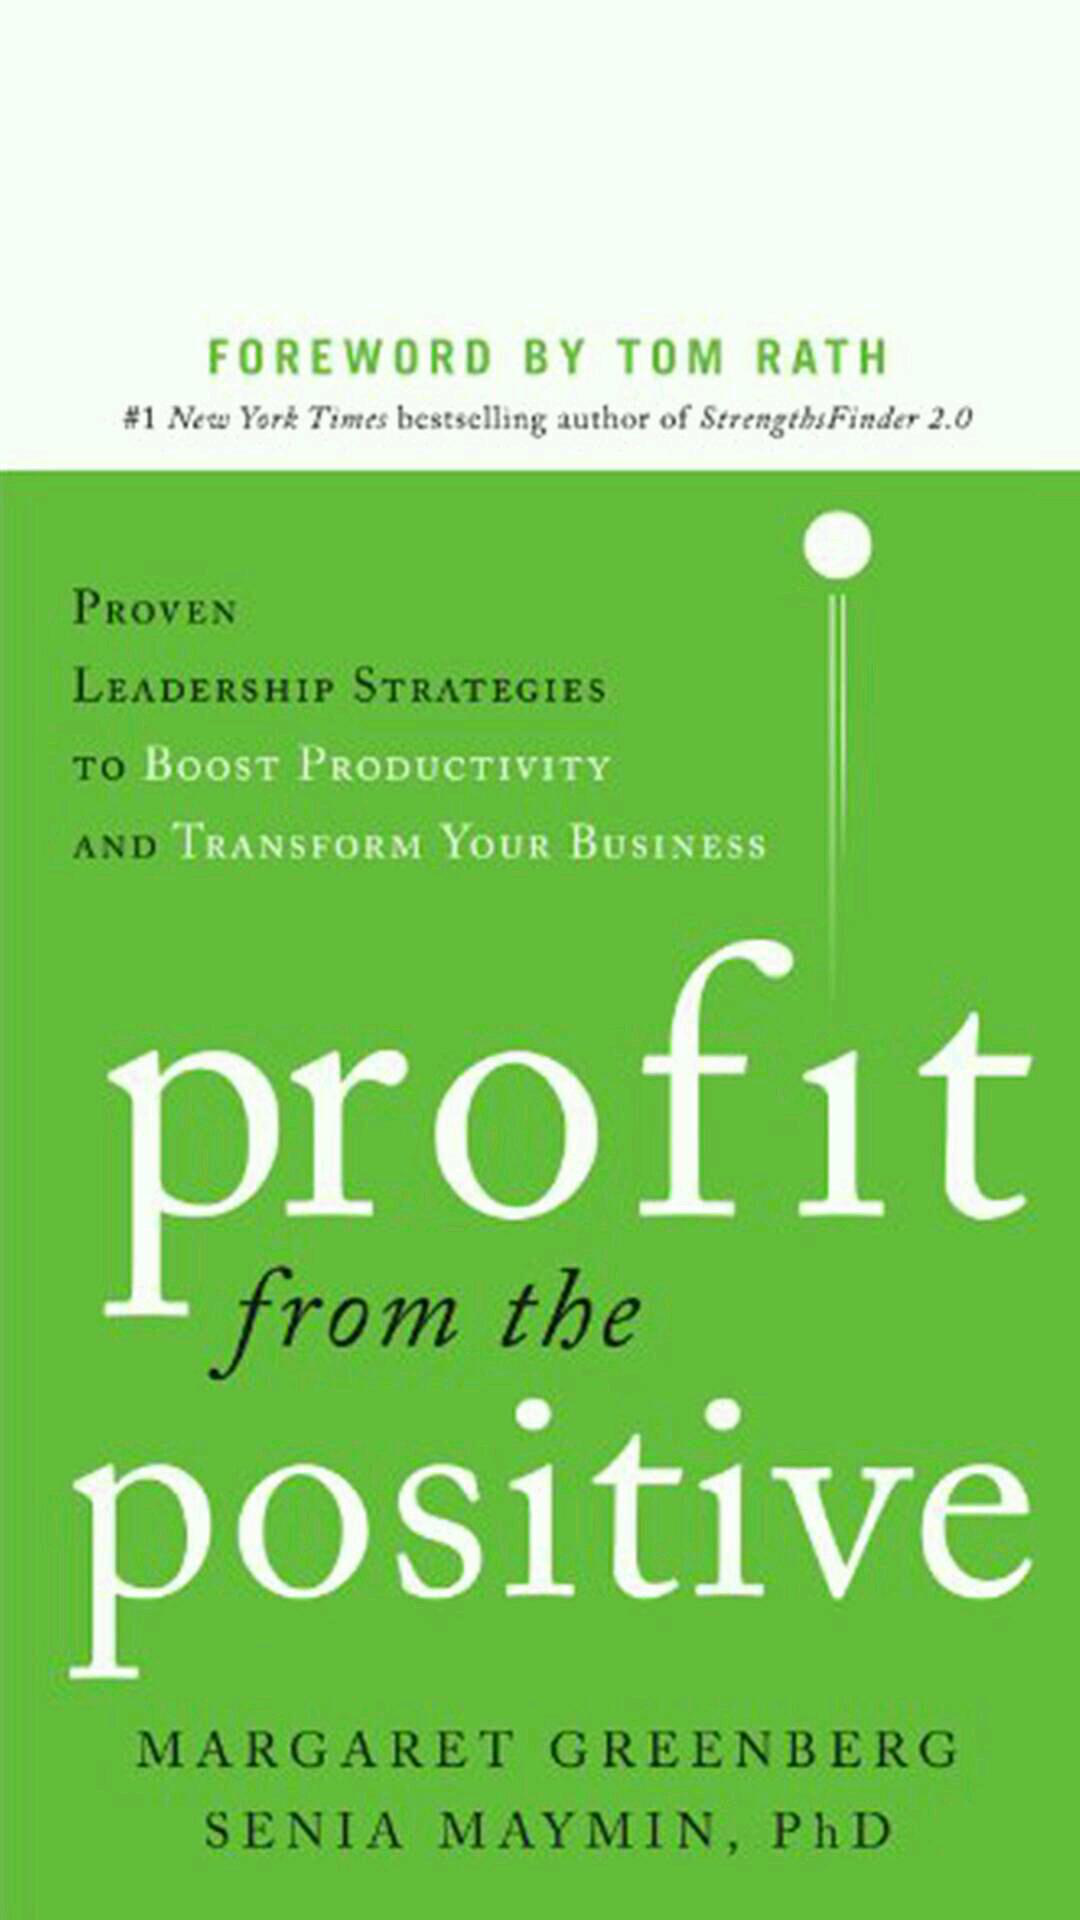 FOREWORD BY TOM RATH
#1 New York Times bestselling author of StrengthsFinder 2.0
PROVEN
LEADERSHIP STRATEGIES
TO BOOST PRODUCTIVITY
AND TRANSFORM YOUR BUSINESS
profit
from the
positive
MARGARET GREENBERG
SENIA MAYMIN, PhD